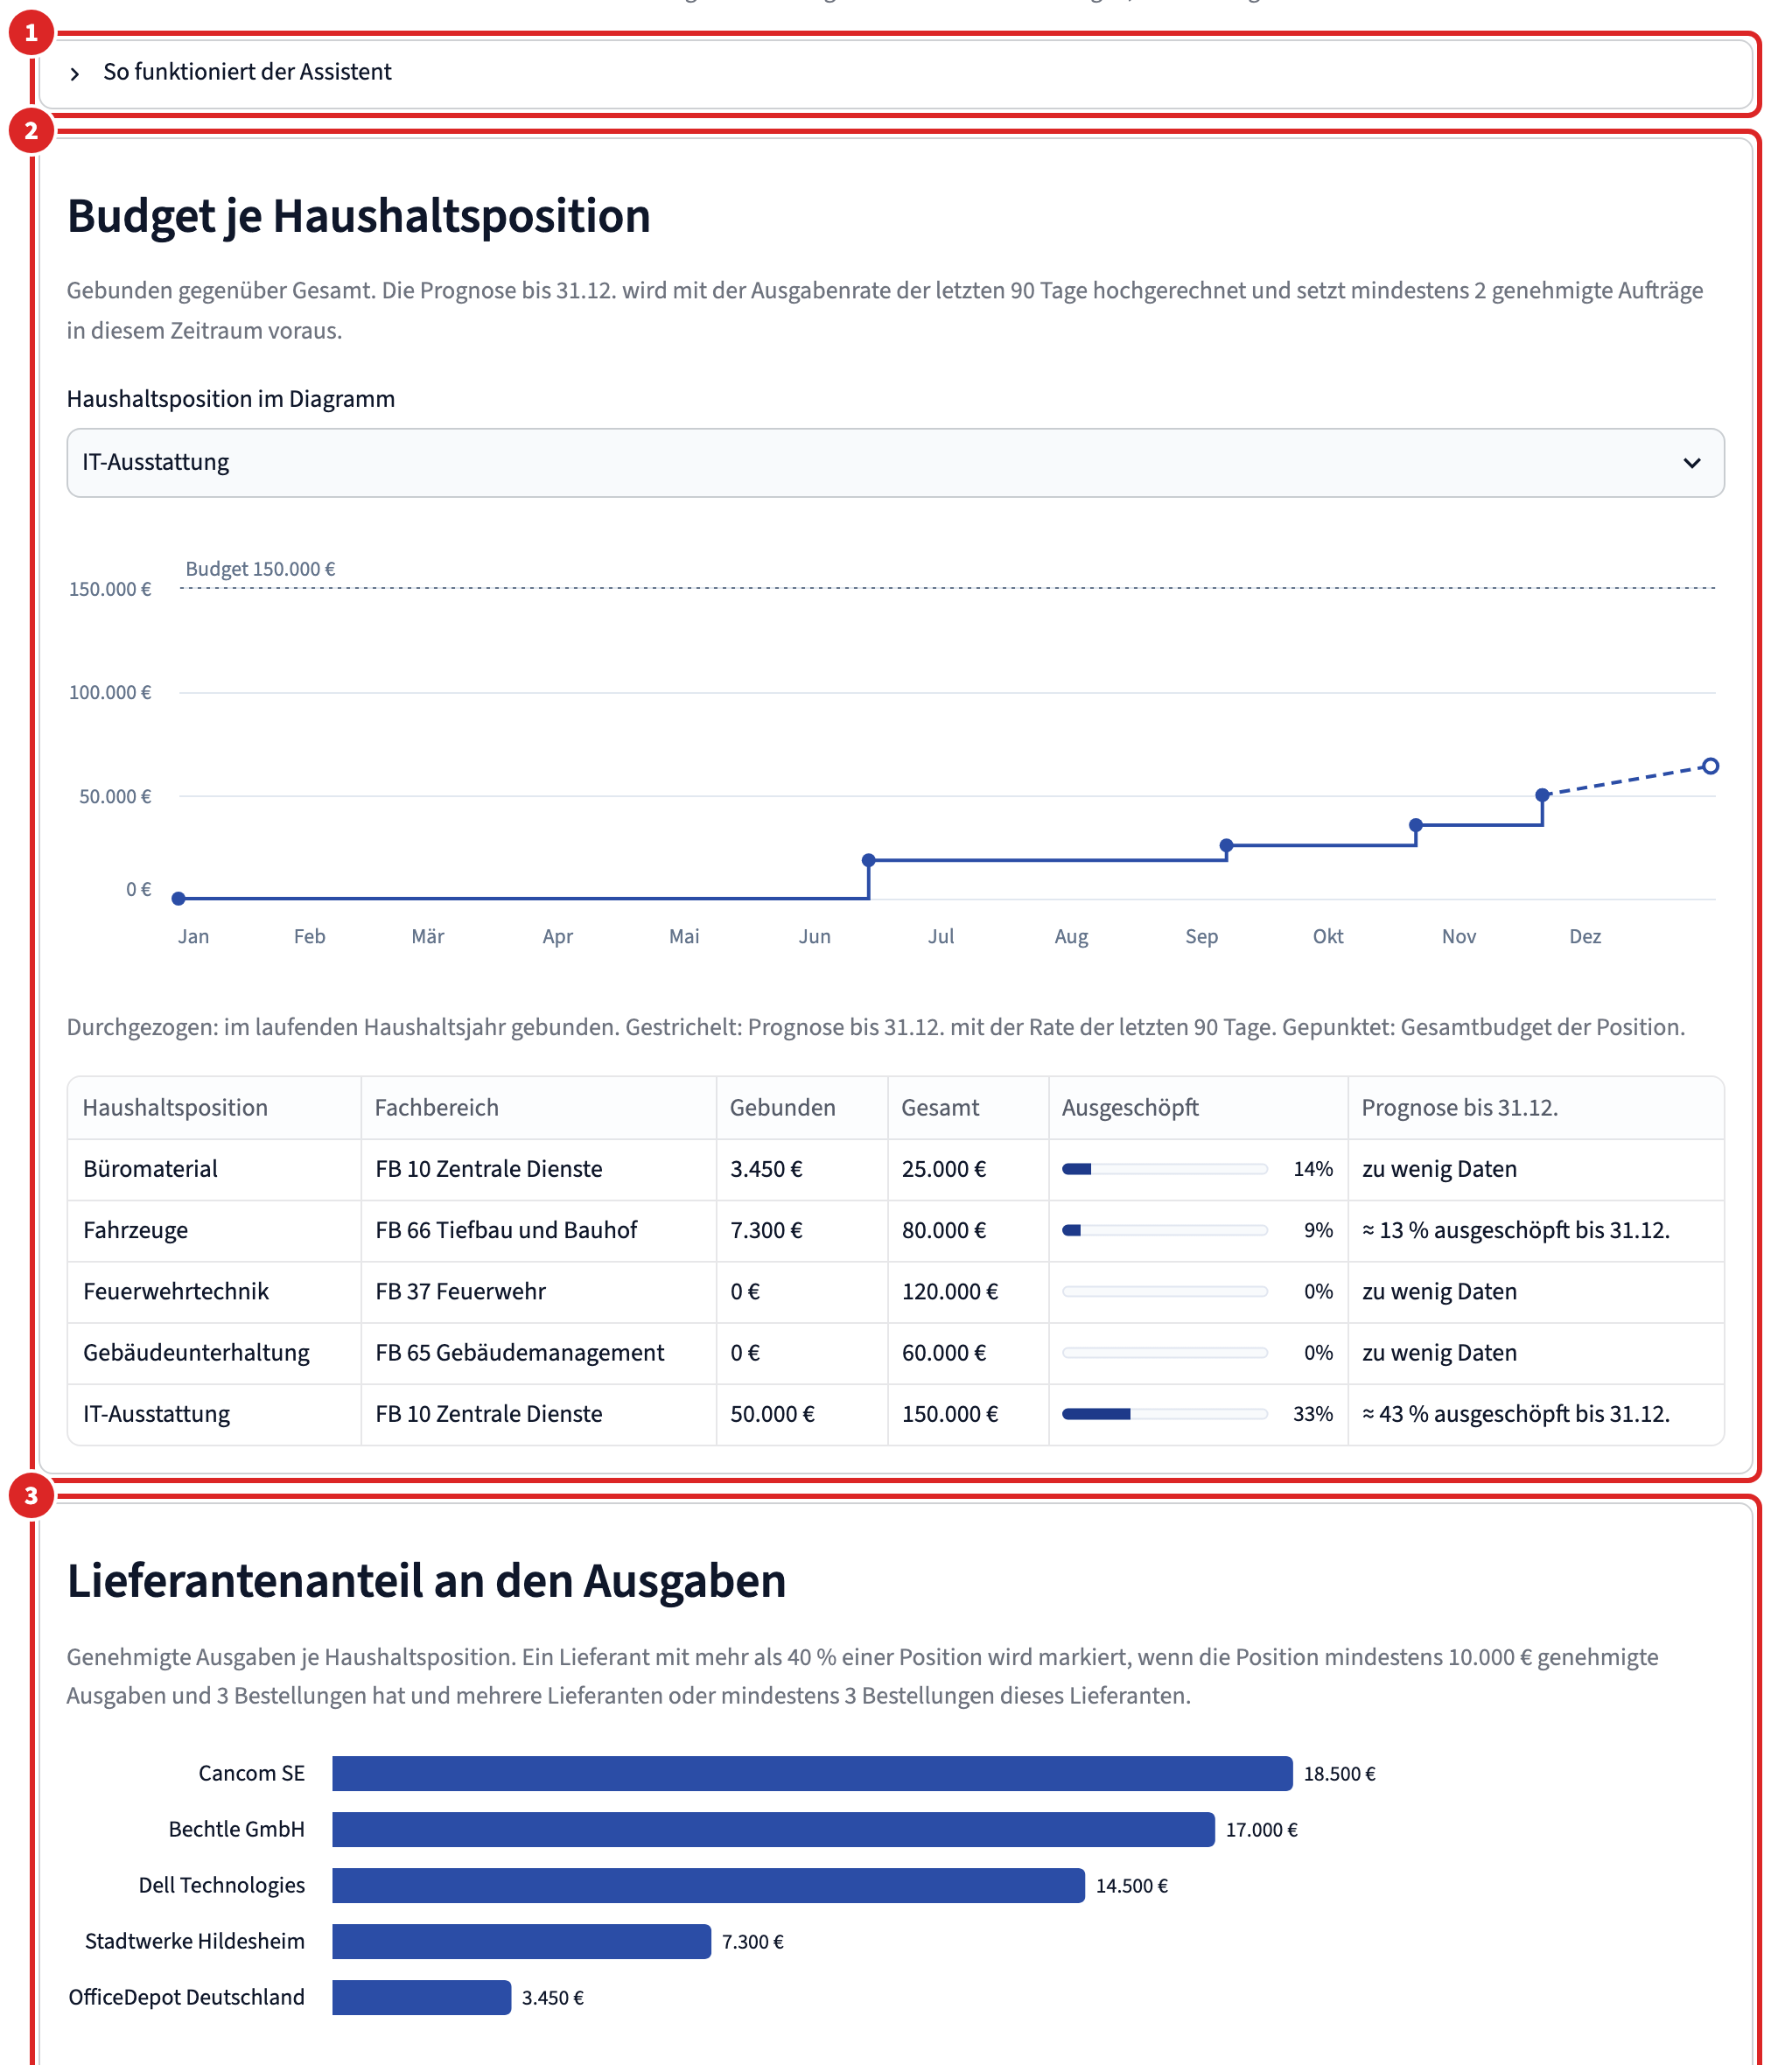 1
So funktioniert der Assistent
2
Budget je Haushaltsposition
Gebunden gegenüber Gesamt. Die Prognose bis 31.12. wird mit der Ausgabenrate der letzten 90 Tage hochgerechnet und setzt mindestens 2 genehmigte Aufträge
in diesem Zeitraum voraus.
Haushaltsposition im Diagramm
IT-Ausstattung
Budget 150.000 €
150.000 €
100.000 €
50.000 €
0 €
Jan Feb Mär Apr Mai Jun Jul Aug Sep Okt Nov Dez
Durchgezogen: im laufenden Haushaltsjahr gebunden. Gestrichelt: Prognose bis 31.12. mit der Rate der letzten 90 Tage. Gepunktet: Gesamtbudget der Position.
Haushaltsposition Fachbereich Gebunden Gesamt Ausgeschöpft Prognose bis 31.12.
Büromaterial FB 10 Zentrale Dienste 3.450 € 25.000 € 14% zu wenig Daten
Fahrzeuge FB 66 Tiefbau und Bauhof 7.300 € 80.000 € 9% ≈ 13 % ausgeschöpft bis 31.12.
Feuerwehrtechnik FB 37 Feuerwehr 0 € 120.000 € 0% zu wenig Daten
Gebäudeunterhaltung FB 65 Gebäudemanagement 0 € 60.000 € 0% zu wenig Daten
IT-Ausstattung FB 10 Zentrale Dienste 50.000 € 150.000 € 33% ≈ 43 % ausgeschöpft bis 31.12.
3
Lieferantenanteil an den Ausgaben
Genehmigte Ausgaben je Haushaltsposition. Ein Lieferant mit mehr als 40 % einer Position wird markiert, wenn die Position mindestens 10.000 € genehmigte
Ausgaben und 3 Bestellungen hat und mehrere Lieferanten oder mindestens 3 Bestellungen dieses Lieferanten.
Cancom SE 18.500 €
Bechtle GmbH 17.000 €
Dell Technologies 14.500 €
Stadtwerke Hildesheim 7.300 €
OfficeDepot Deutschland 3.450 €